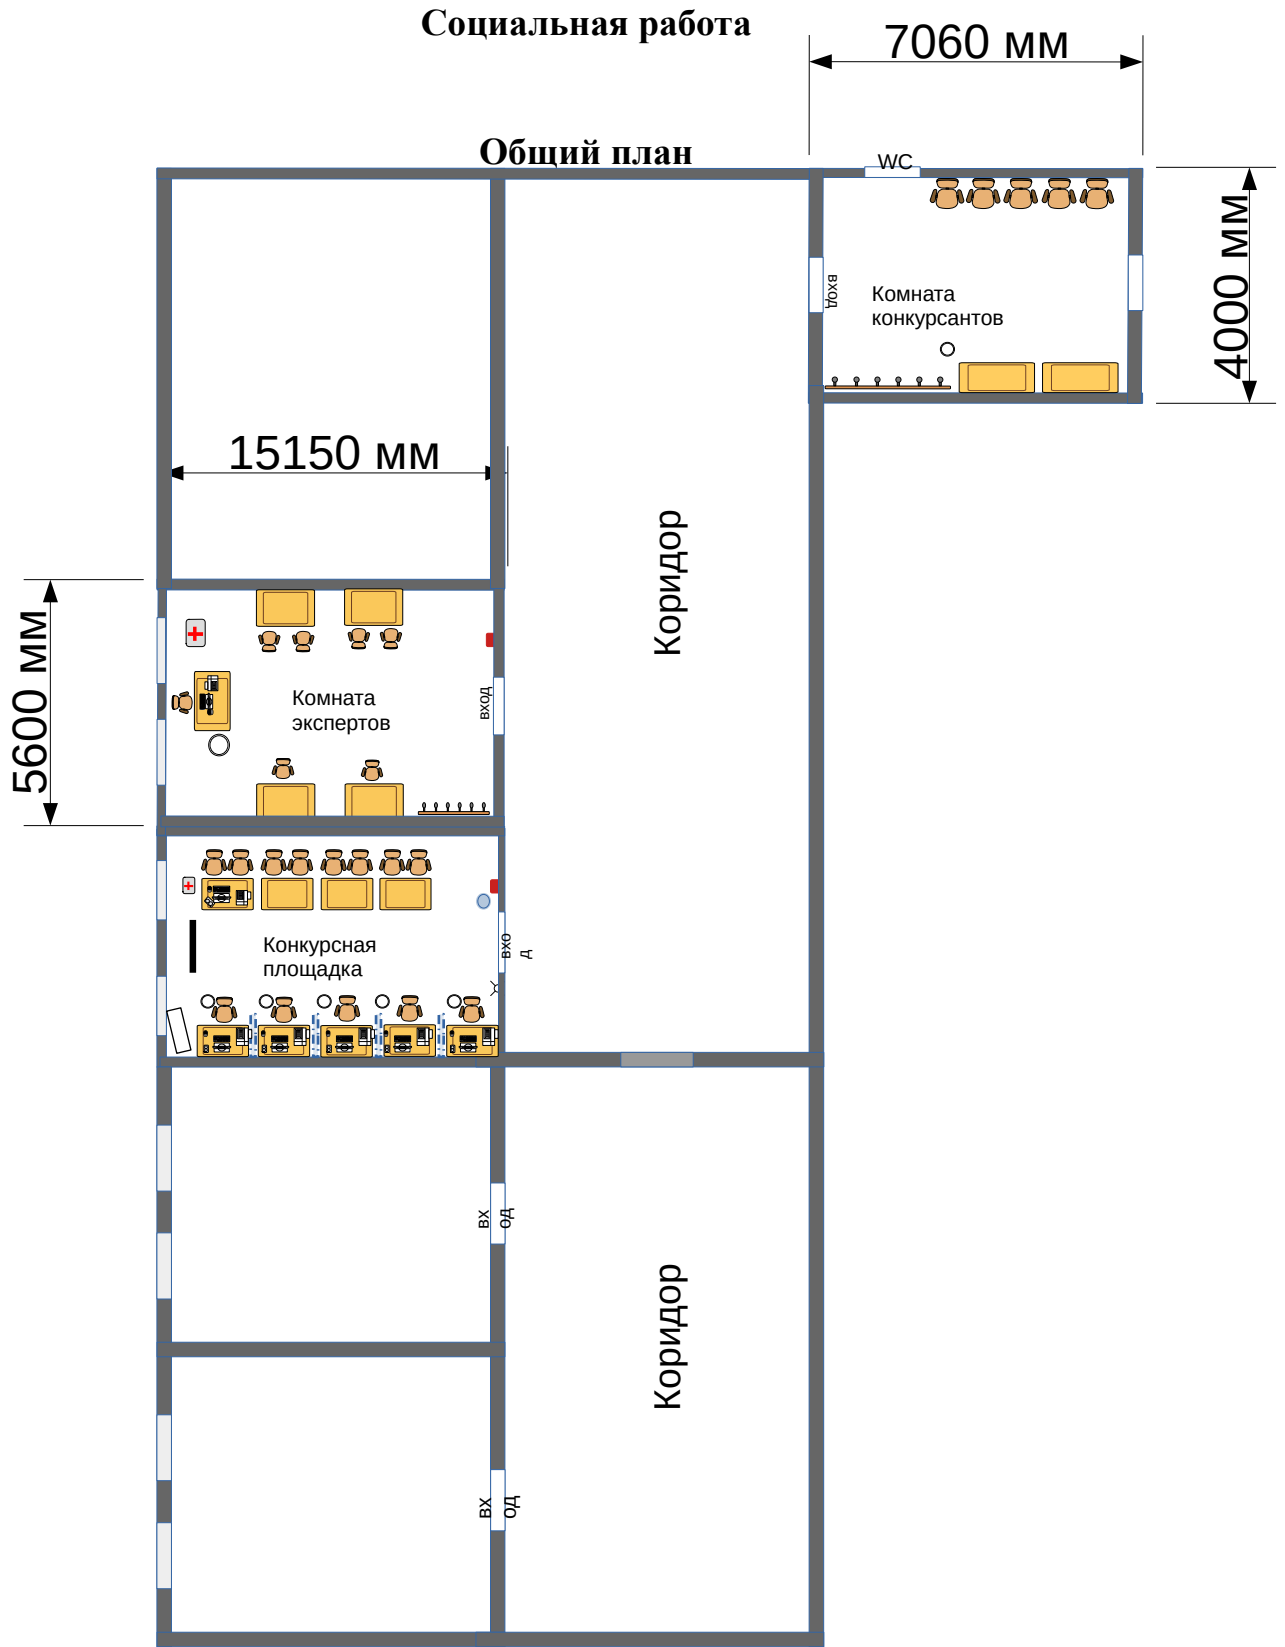 Социальная работа
7060 мм
Общий план
WC
4000 мм
вход
Комната
конкурсантов
15150 мм
Коридор
5600 мм
Комната
экспертов
вход
Конкурсная
площадка
вхо
д
вх
од
Коридор
вх
од